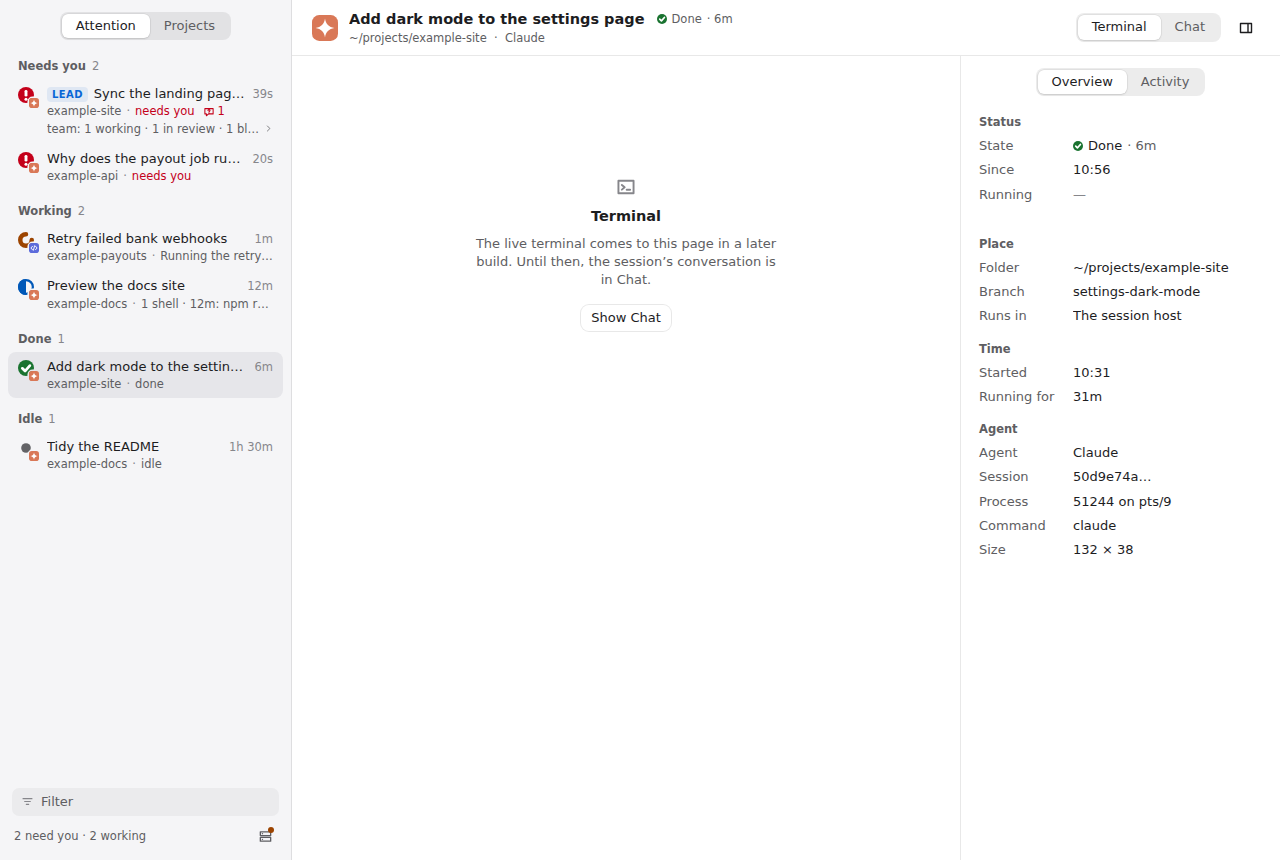 Attention
Projects
Needs you 2
LEAD Sync the landing pag… 39s
example-site · needs you 1
team: 1 working · 1 in review · 1 bl…
Why does the payout job ru… 20s
example-api · needs you
Working 2
Retry failed bank webhooks 1m
example-payouts · Running the retry…
Preview the docs site 12m
example-docs · 1 shell · 12m: npm r…
Done 1
Add dark mode to the settin… 6m
example-site · done
Idle 1
Tidy the README 1h 30m
example-docs · idle
Filter
2 need you · 2 working
Add dark mode to the settings page Done · 6m
~/projects/example-site · Claude
Terminal
Chat
Terminal
The live terminal comes to this page in a later
build. Until then, the session’s conversation is
in Chat.
Show Chat
Overview
Activity
Status
State Done · 6m
Since 10:56
Running —
Place
Folder ~/projects/example-site
Branch settings-dark-mode
Runs in The session host
Time
Started 10:31
Running for 31m
Agent
Agent Claude
Session 50d9e74a…
Process 51244 on pts/9
Command claude
Size 132 × 38